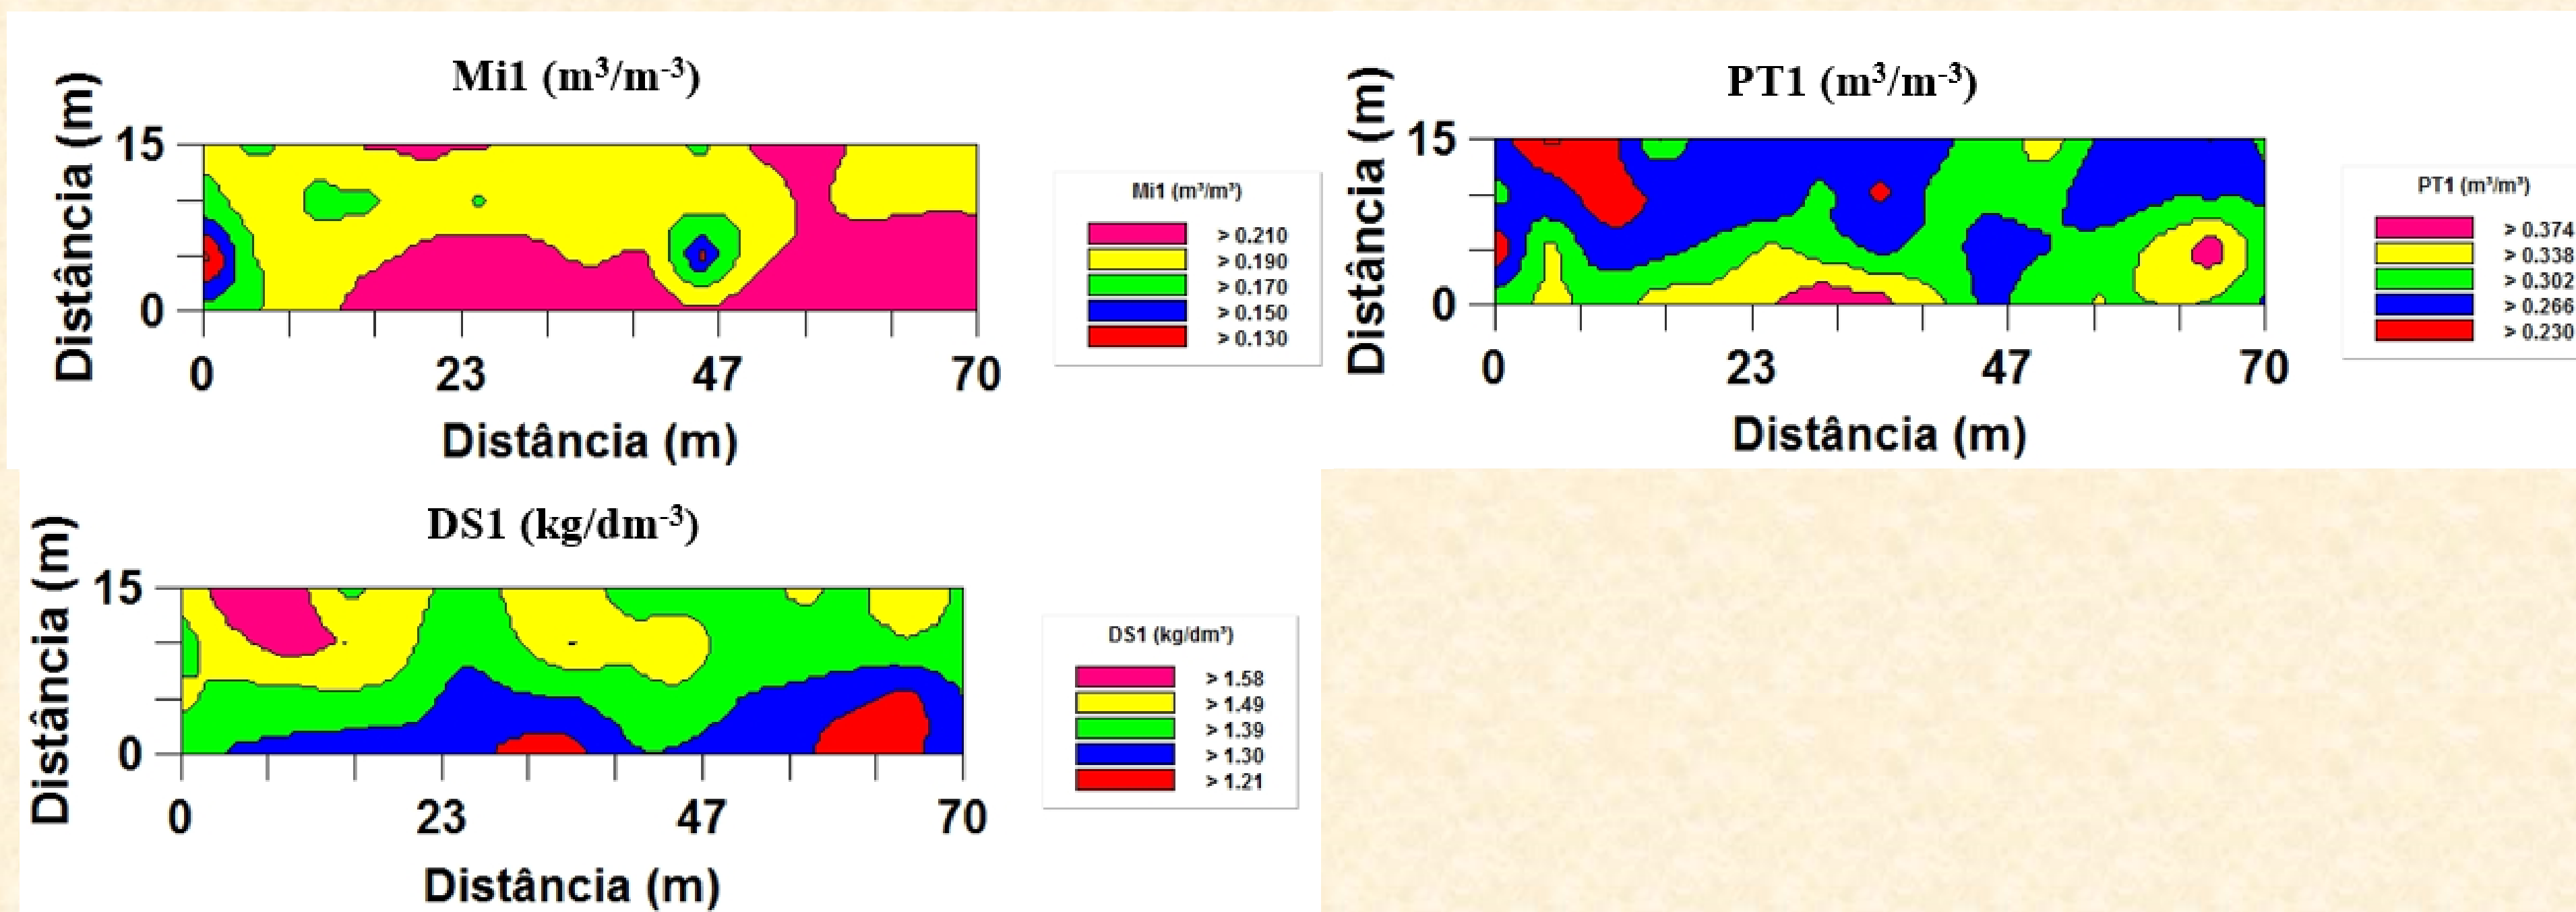 Mi1 (m³/m⁻³)
Distância (m)
15
0
0 23 47 70
Distância (m)
Mi1 (m³/m³)
> 0.210
> 0.190
> 0.170
> 0.150
> 0.130
PT1 (m³/m⁻³)
Distância (m)
15
0
0 23 47 70
Distância (m)
PT1 (m³/m³)
> 0.374
> 0.338
> 0.302
> 0.266
> 0.230
DS1 (kg/dm⁻³)
Distância (m)
15
0
0 23 47 70
Distância (m)
DS1 (kg/dm³)
> 1.58
> 1.49
> 1.39
> 1.30
> 1.21